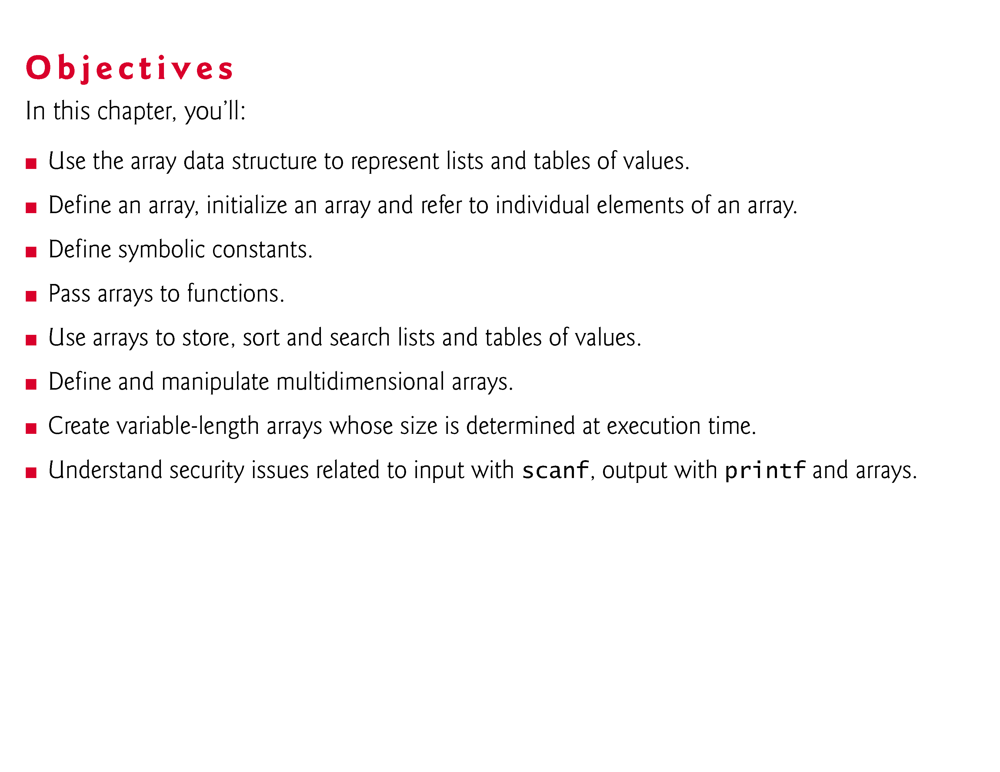 Objectives
In this chapter, you’ll:
■ Use the array data structure to represent lists and tables of values.
■ Define an array, initialize an array and refer to individual elements of an array.
■ Define symbolic constants.
■ Pass arrays to functions.
■ Use arrays to store, sort and search lists and tables of values.
■ Define and manipulate multidimensional arrays.
■ Create variable-length arrays whose size is determined at execution time.
■ Understand security issues related to input with scanf, output with printf and arrays.